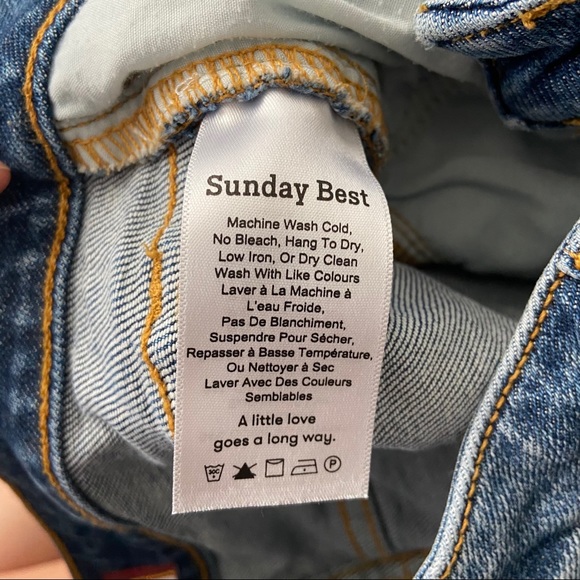 Sunday Best
Machine Wash Cold,
No Bleach, Hang To Dry,
Low Iron, Or Dry Clean
Wash With Like Colours
Laver à La Machine à
L'eau Froide,
Pas De Blanchiment,
Suspendre Pour Sécher,
Repasser à Basse Température,
Ou Nettoyer à Sec
Laver Avec Des Couleurs
Semblables
A little love
goes a long way.
30C P